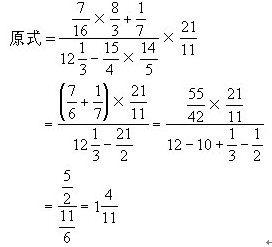 原式 = (7/16 × 8/3 + 1/7) / (12 1/3 − 15/4 × 14/5) × 21/11
= ((7/6 + 1/7) × 21/11) / (12 1/3 − 21/2) = (55/42 × 21/11) / (12 − 10 + 1/3 − 1/2)
= (5/2) / (11/6) = 1 4/11